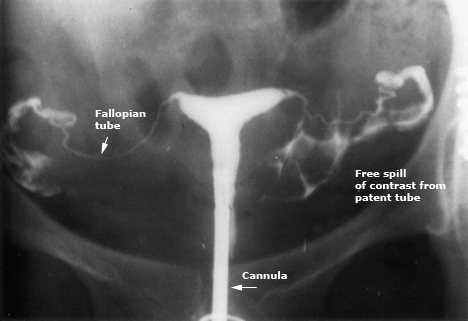 Fallopian
tube
Free spill
of contrast from
patent tube
Cannula